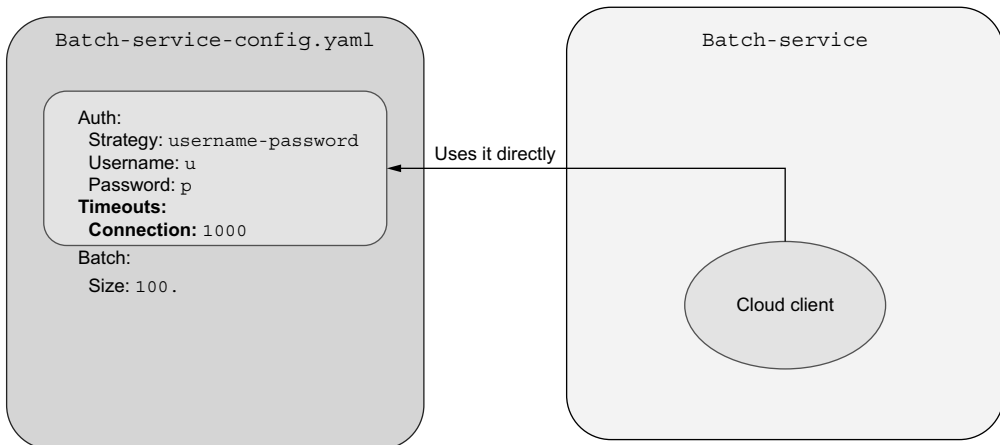 Batch-service-config.yaml
Auth:
Strategy: username-password
Username: u
Password: p
Timeouts:
Connection: 1000
Batch:
Size: 100.
Uses it directly
Batch-service
Cloud client